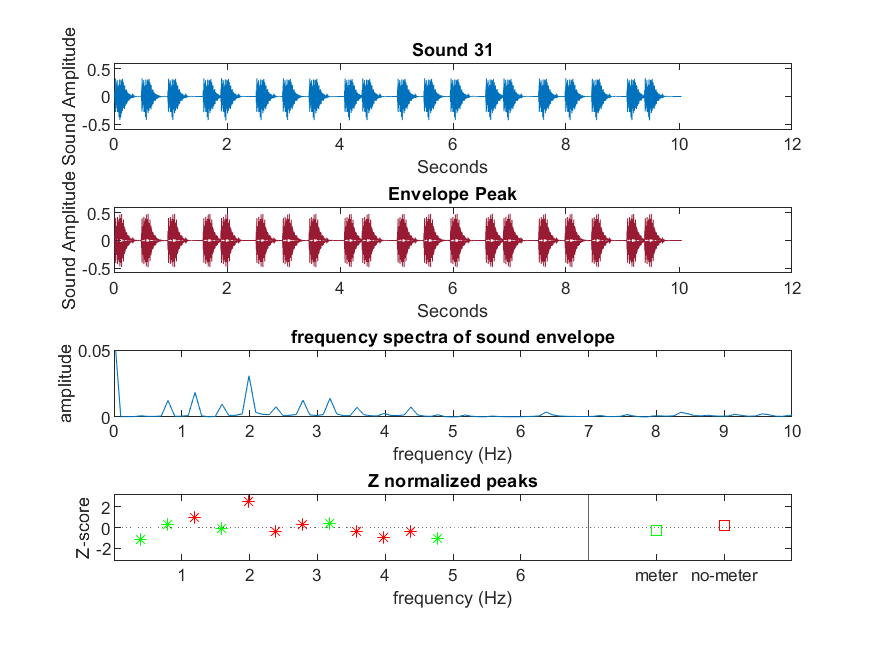 Sound 31
Sound Amplitude
0.5
0
-0.5
0 2 4 6 8 10 12
Seconds
Envelope Peak
Sound Amplitude
0.5
0
-0.5
0 2 4 6 8 10 12
Seconds
frequency spectra of sound envelope
amplitude
0.05
0
0 1 2 3 4 5 6 7 8 9 10
frequency (Hz)
Z normalized peaks
Z-score
2
0
-2
1 2 3 4 5 6 meter no-meter
frequency (Hz)